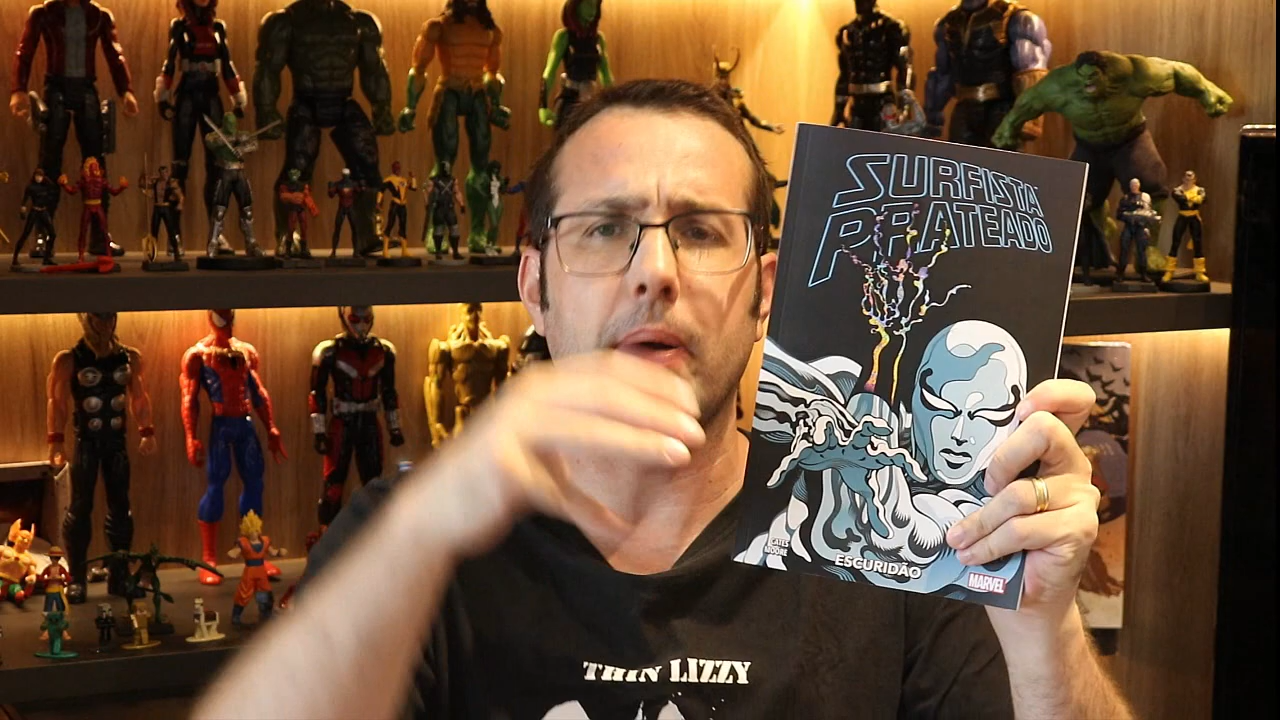 SURFISTA
PRATEADO
CATES
MOORE
ESCURIDÃO
MARVEL
THIN LIZZY